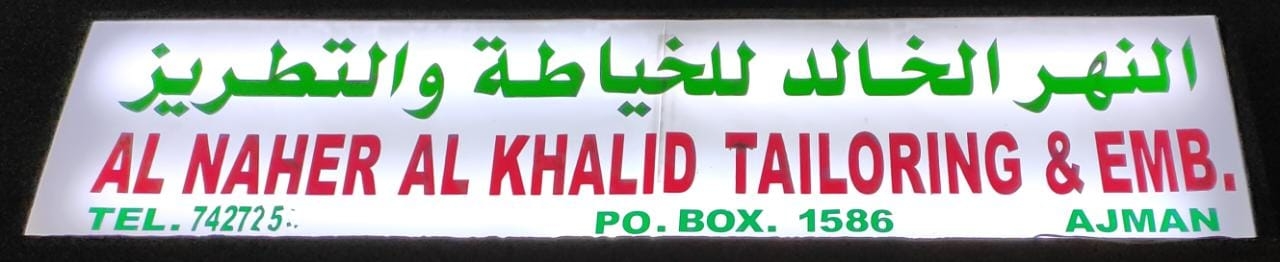 النهر الخالد للخياطة والتطريز
AL NAHER AL KHALID TAILORING & EMB.
TEL. 742725 PO. BOX. 1586 AJMAN